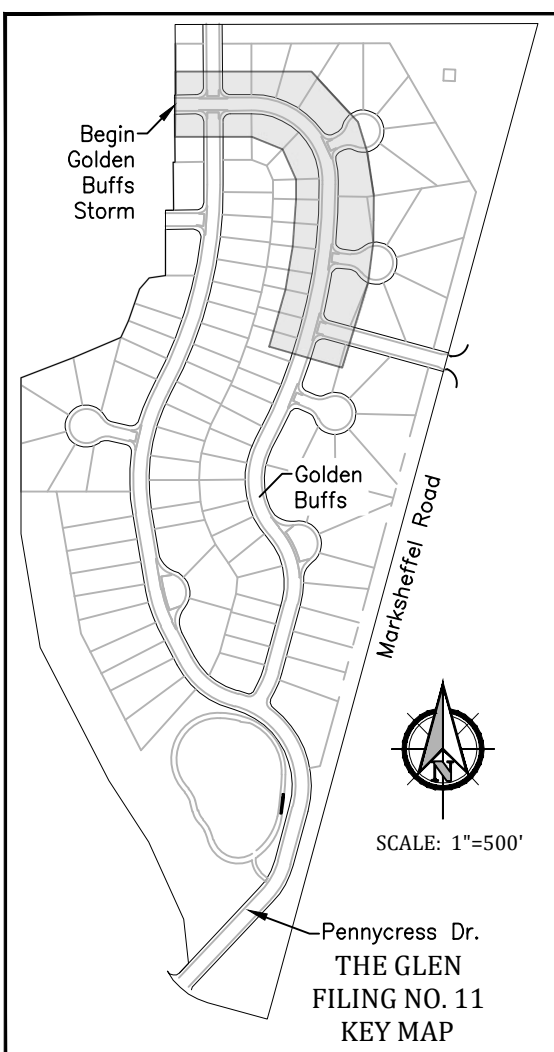 Begin
Golden
Buffs
Storm
Golden
Buffs
Marksheffel Road
N
SCALE: 1"=500'
Pennycress Dr.
THE GLEN
FILING NO. 11
KEY MAP